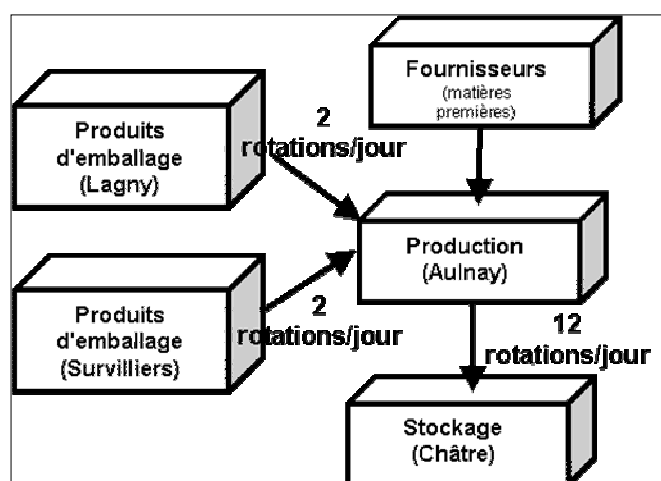 Fournisseurs
(matières
premières)
Produits
d'emballage
(Lagny)
2
rotations/jour
Production
(Aulnay)
Produits
d'emballage
(Survilliers)
2
rotations/jour
12
rotations/jour
Stockage
(Châtre)